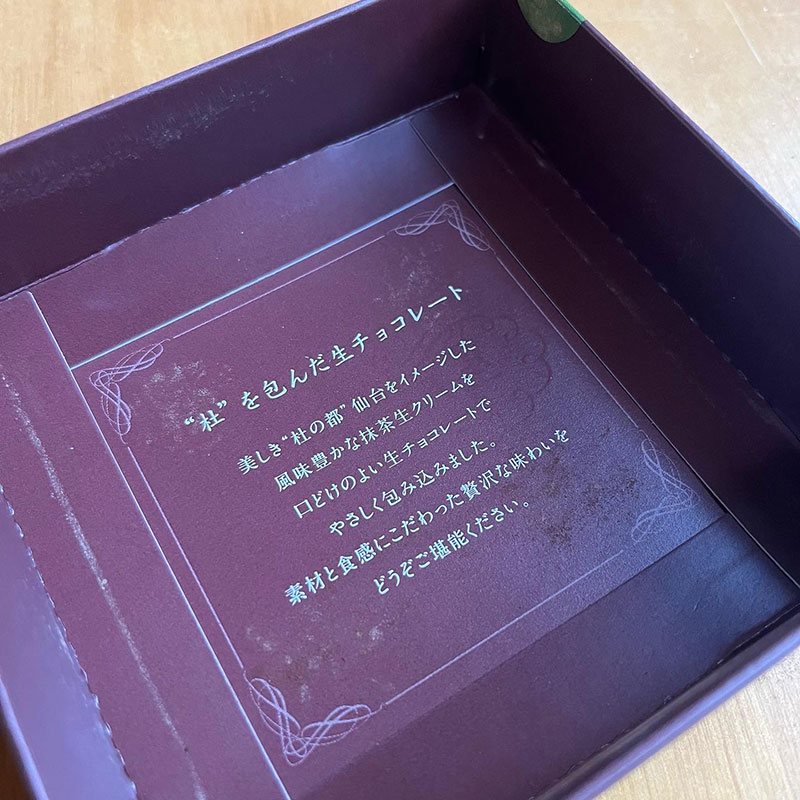 “杜”を包んだ生チョコレート
美しき“杜の都”仙台をイメージした
風味豊かな抹茶生クリームを
口どけのよい生チョコレートで
やさしく包み込みました。
素材と食感にこだわった贅沢な味わいを
どうぞご堪能ください。